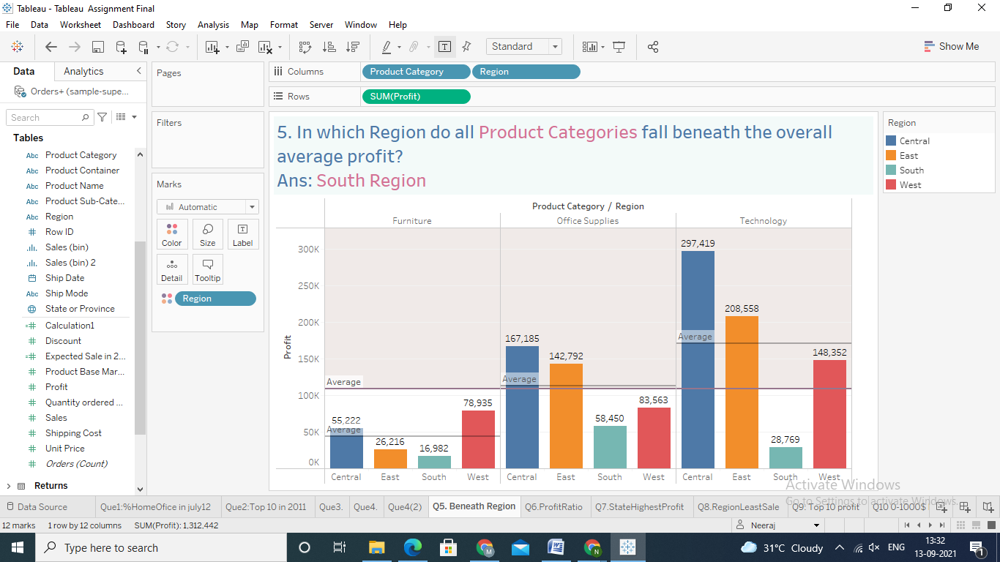 Tableau - Tableau  Assignment Final
File Data Worksheet Dashboard Story Analysis Map Format Server Window Help
Standard
Show Me
Data Analytics
Orders+ (sample-supe...
Search
Tables
Abc Product Category
Abc Product Container
Abc Product Name
Abc Product Sub-Cate...
Abc Region
# Row ID
Sales (bin)
Sales (bin) 2
Ship Date
Abc Ship Mode
State or Province
=# Calculation1
# Discount
=# Expected Sale in 2...
# Product Base Mar...
# Profit
# Quantity ordered ...
# Sales
# Shipping Cost
# Unit Price
# Orders (Count)
Returns
Pages
Filters
Marks
Automatic
Color Size Label
Detail Tooltip
Region
Columns Product Category Region
Rows SUM(Profit)
5. In which Region do all Product Categories fall beneath the overall
average profit?
Ans: South Region
Product Category / Region
Furniture Office Supplies Technology
Profit
300K
250K
200K
150K
100K
50K
0K
55,222 26,216 16,982 78,935
167,185 142,792 58,450 83,563
297,419 208,558 28,769 148,352
Average
Average
Average
Average
Central East South West Central East South West Central East South West
Region
Central
East
South
West
Activate Windows
Go to Settings to activate Windows.
Data Source Que1:%HomeOfice in july12 Que2:Top 10 in 2011 Que3. Que4. Que4(2) Q5. Beneath Region Q6.ProfitRatio Q7.StateHighestProfit Q8.RegionLeastSale Q9: Top 10 profit Q10 0-1000$
12 marks 1 row by 12 columns SUM(Profit): 1,312,442
Neeraj
Type here to search
M
W
N
31°C Cloudy
ENG
13:32
13-09-2021
1